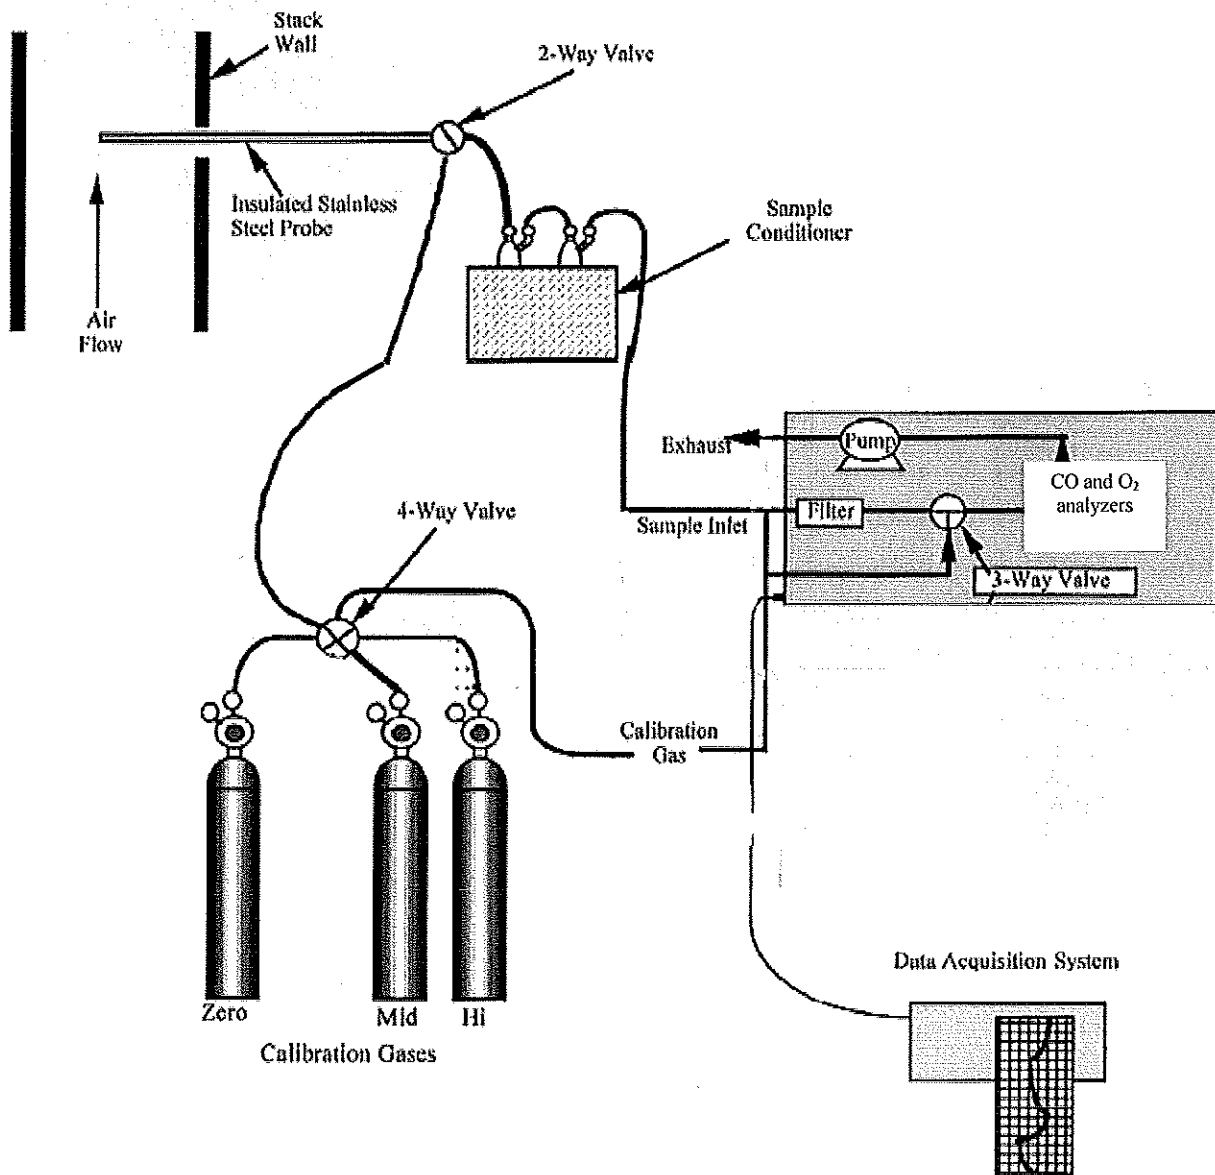 Stack
Wall
2-Way Valve
Insulated Stainless
Steel Probe
Sample
Conditioner
Air
Flow
Exhaust
Pump
CO and O₂
analyzers
4-Way Valve
Sample Inlet
Filter
3-Way Valve
Calibration
Gas
Data Acquisition System
Zero
Mid
Hi
Calibration Gases